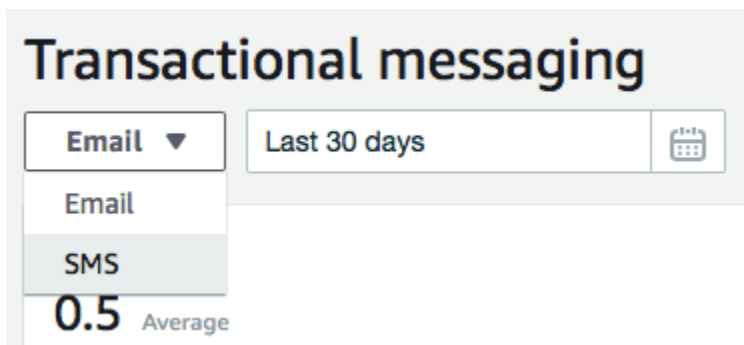 Transactional messaging
Email
Last 30 days
Email
SMS
0.5 Average